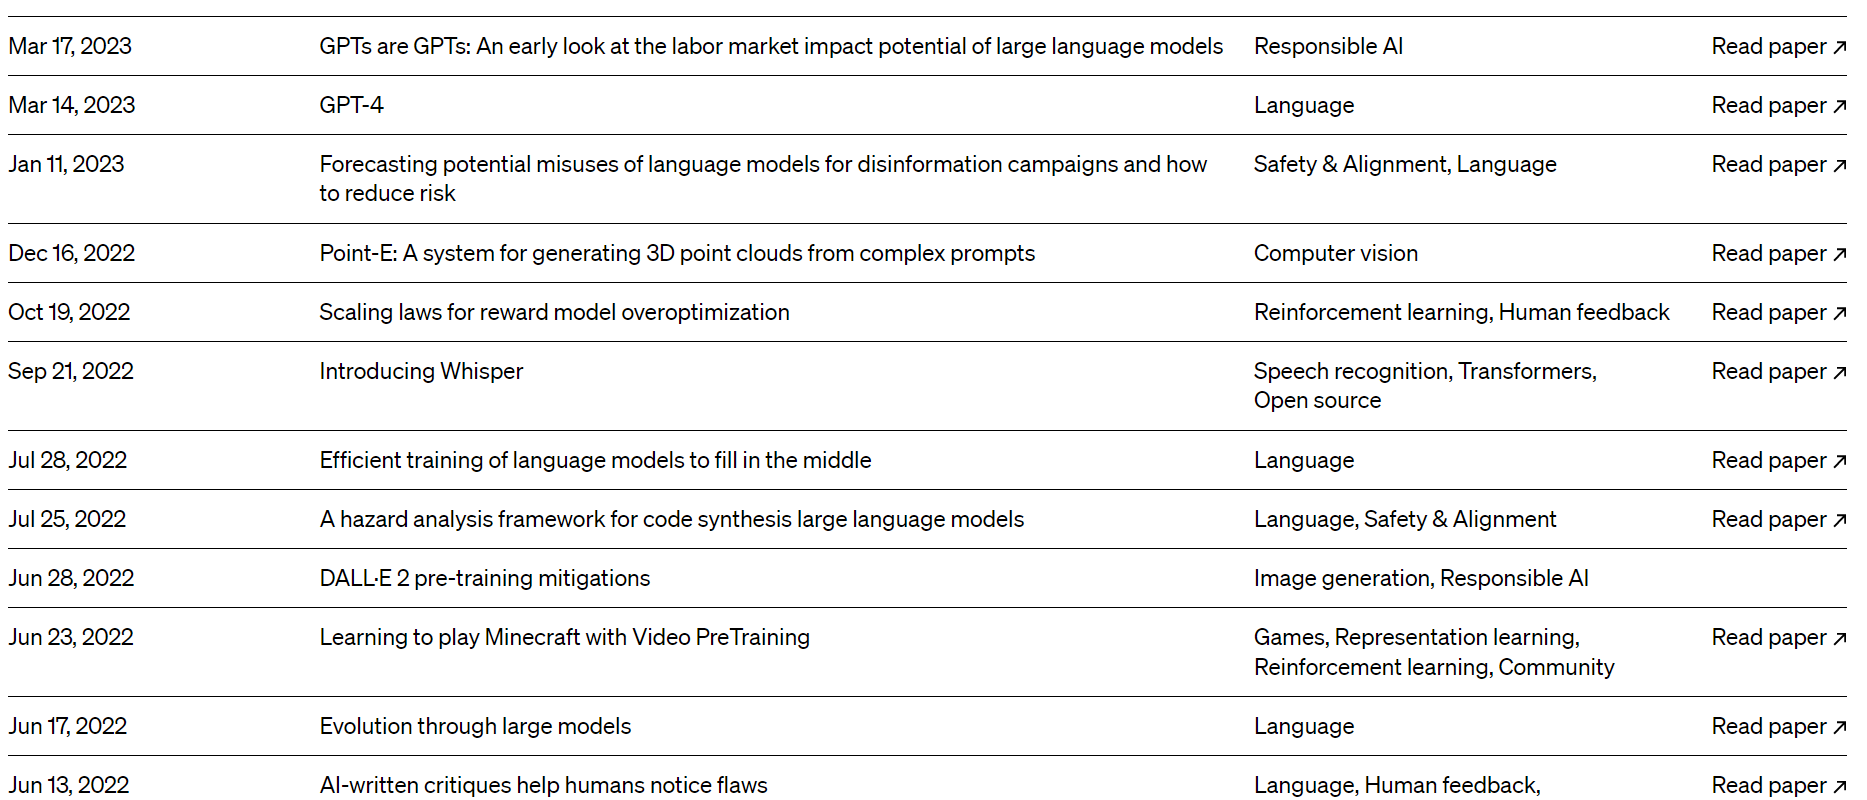 Mar 17, 2023 GPTs are GPTs: An early look at the labor market impact potential of large language models Responsible AI Read paper ↗
Mar 14, 2023 GPT-4 Language Read paper ↗
Jan 11, 2023 Forecasting potential misuses of language models for disinformation campaigns and how Safety & Alignment, Language Read paper ↗
to reduce risk
Dec 16, 2022 Point-E: A system for generating 3D point clouds from complex prompts Computer vision Read paper ↗
Oct 19, 2022 Scaling laws for reward model overoptimization Reinforcement learning, Human feedback Read paper ↗
Sep 21, 2022 Introducing Whisper Speech recognition, Transformers, Read paper ↗
Open source
Jul 28, 2022 Efficient training of language models to fill in the middle Language Read paper ↗
Jul 25, 2022 A hazard analysis framework for code synthesis large language models Language, Safety & Alignment Read paper ↗
Jun 28, 2022 DALL·E 2 pre-training mitigations Image generation, Responsible AI
Jun 23, 2022 Learning to play Minecraft with Video PreTraining Games, Representation learning, Read paper ↗
Reinforcement learning, Community
Jun 17, 2022 Evolution through large models Language Read paper ↗
Jun 13, 2022 AI-written critiques help humans notice flaws Language, Human feedback, Read paper ↗